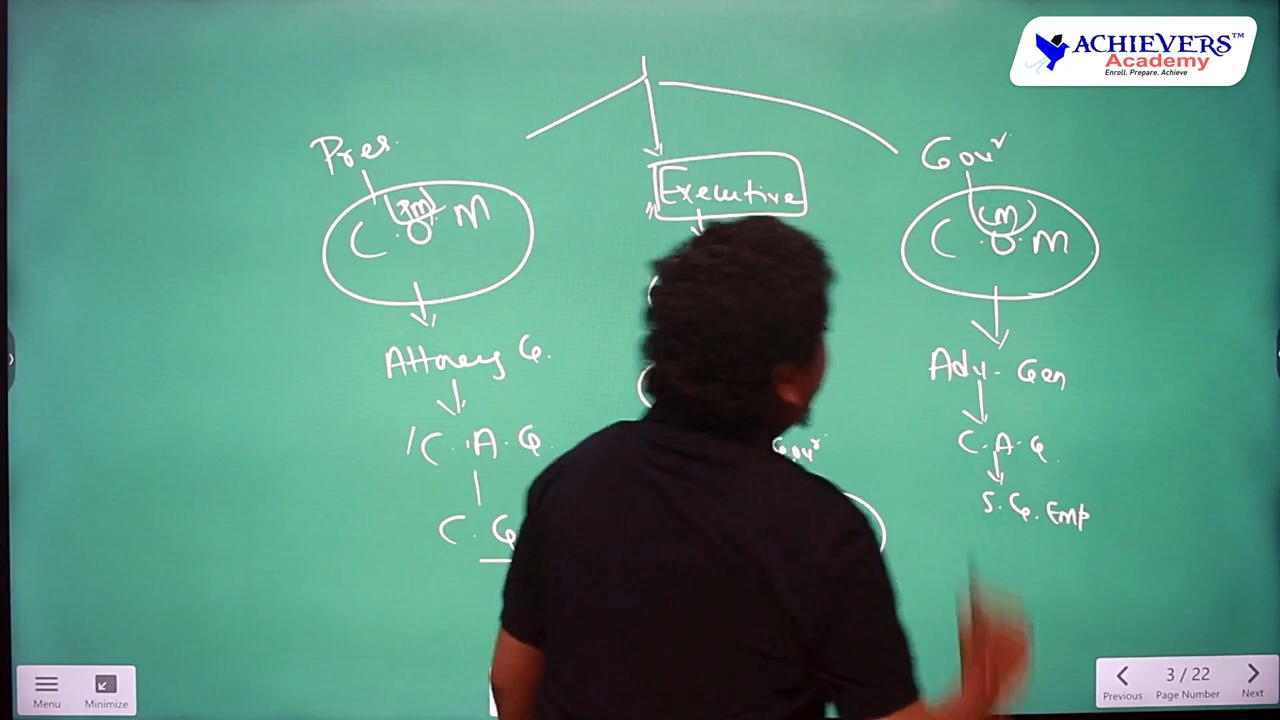 ACHIEVERS™
Academy
Enroll. Prepare. Achieve
Pres.
Executive
Gov^r
(PM)
C.O.M
(M)
C.O.M
Attorney G.
Adv. Gen
C.A.G.
Gov^r
C.A.G
C.G
S.G.Emp
Menu
Minimize
Previous
3 / 22
Page Number
Next